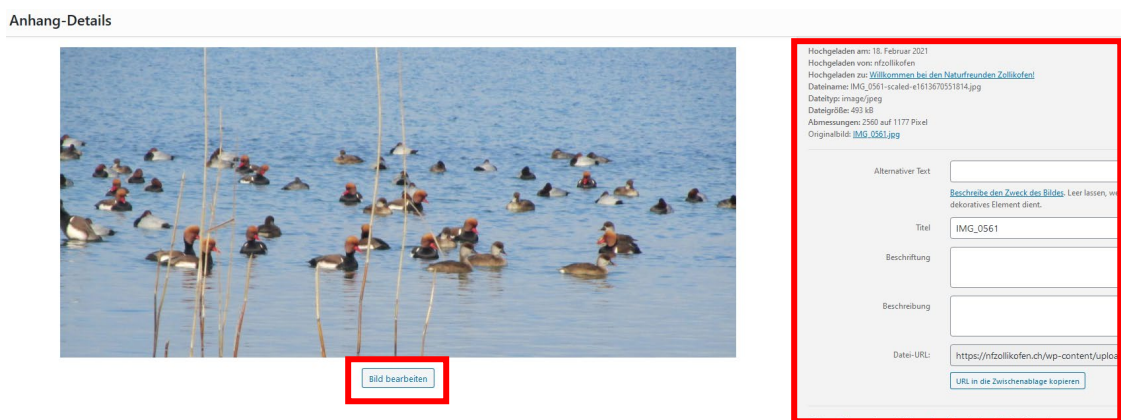 Anhang-Details
Hochgeladen am: 18. Februar 2021
Hochgeladen von: nfzollikofen
Hochgeladen zu: Willkommen bei den Naturfreunden Zollikofen!
Dateiname: IMG_0561-scaled-e1613670551814.jpg
Dateityp: image/jpeg
Dateigröße: 493 kB
Abmessungen: 2560 auf 1177 Pixel
Originalbild: IMG_0561.jpg
Alternativer Text
Beschreibe den Zweck des Bildes. Leer lassen, we
dekoratives Element dient.
Titel IMG_0561
Beschriftung
Beschreibung
Datei-URL: https://nfzollikofen.ch/wp-content/uploa
URL in die Zwischenablage kopieren
Bild bearbeiten